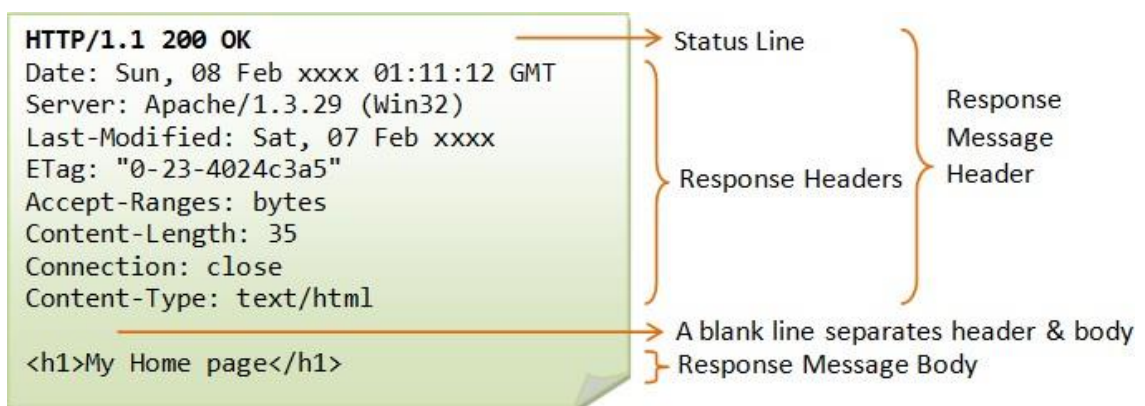 HTTP/1.1 200 OK
Date: Sun, 08 Feb xxxx 01:11:12 GMT
Server: Apache/1.3.29 (Win32)
Last-Modified: Sat, 07 Feb xxxx
ETag: "0-23-4024c3a5"
Accept-Ranges: bytes
Content-Length: 35
Connection: close
Content-Type: text/html
<h1>My Home page</h1>
Status Line
Response Headers
Response
Message
Header
A blank line separates header & body
Response Message Body